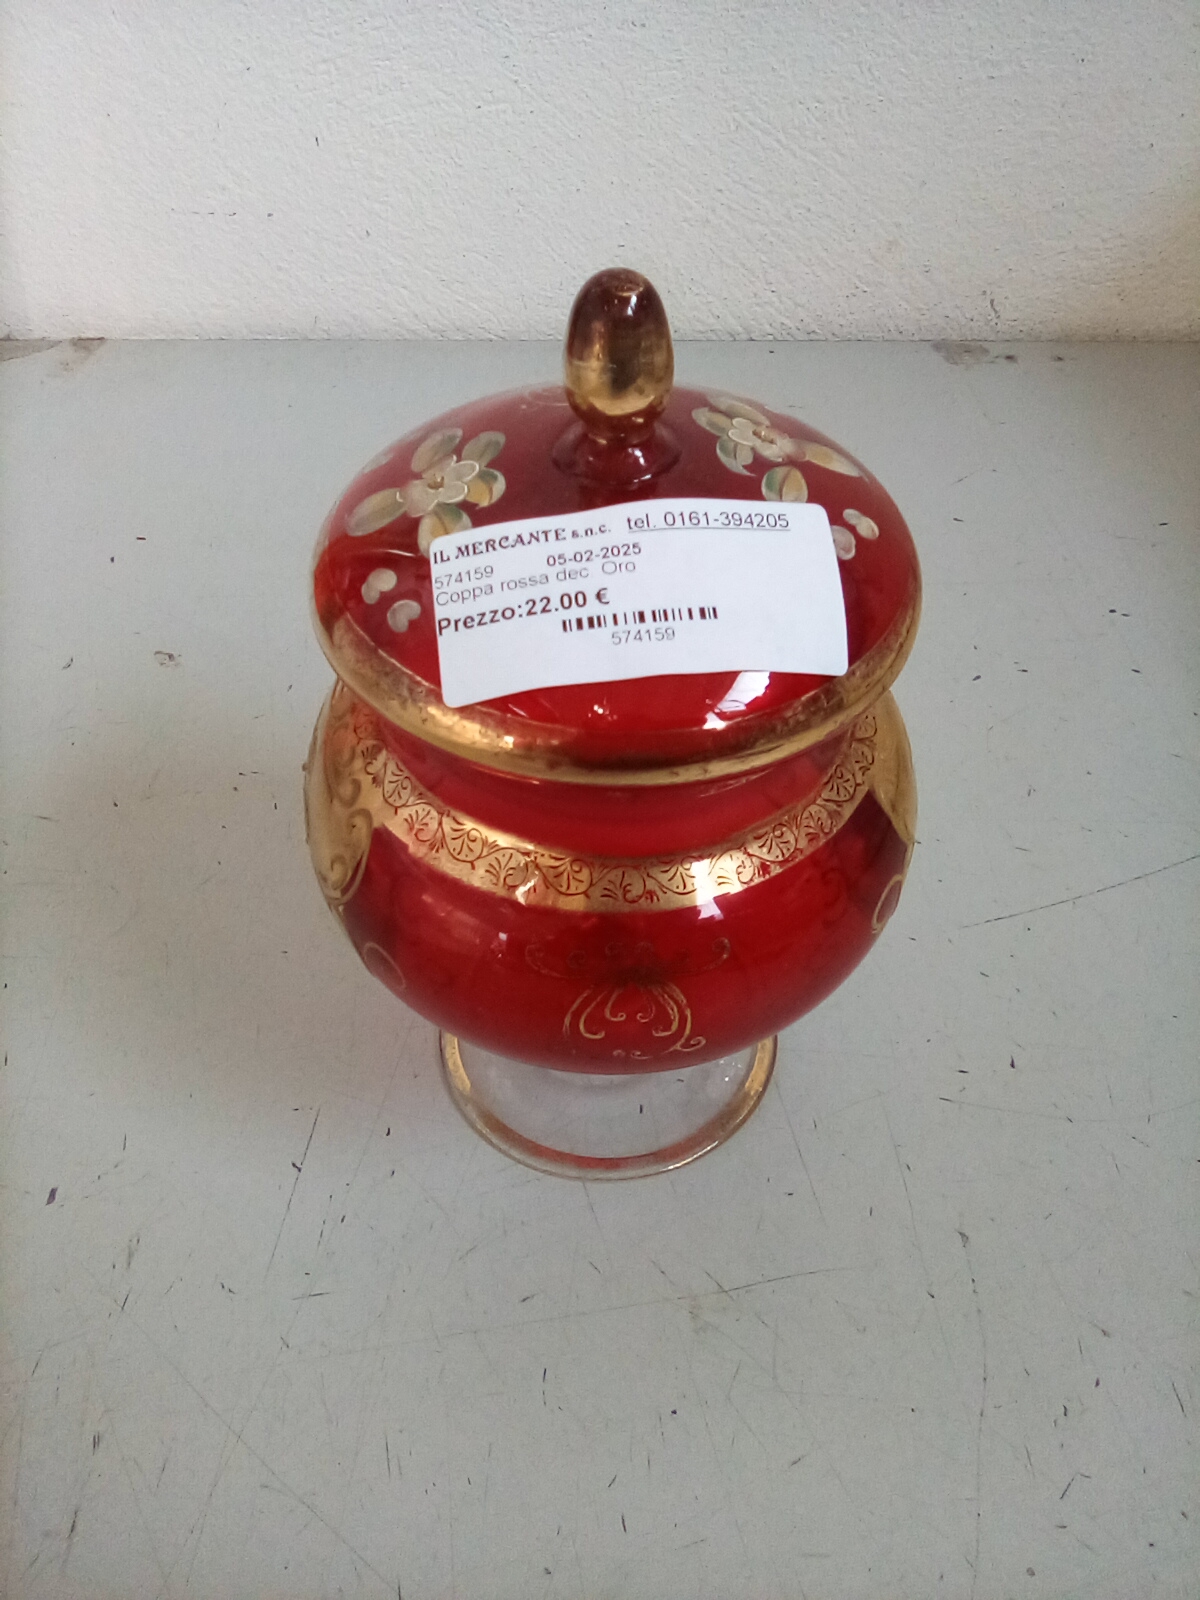 IL MERCANTE s.n.c. tel. 0161-394205
574159 05-02-2025
Coppa rossa dec Oro
Prezzo:22.00 €
574159